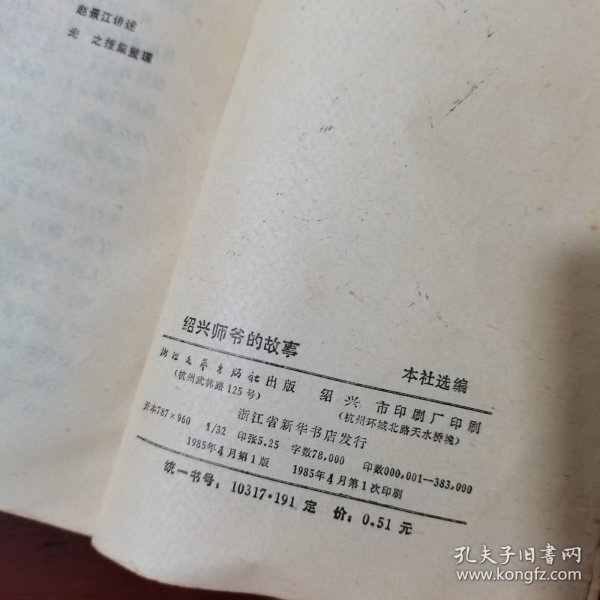 赵景江讲述
北 之搜集整理
绍兴师爷的故事
本社选编
浙江文艺出版社出版
(杭州武林路125号)
绍兴市印刷厂印刷
(杭州环城北路天水桥堍)
浙江省新华书店发行
开本787×960 1/32 印张5.25 字数78,000 印数000,001—383,000
1985年4月第1版 1985年4月第1次印刷
统一书号:10317·191 定 价:0.51元
孔夫子旧书网
www.kongfz.com